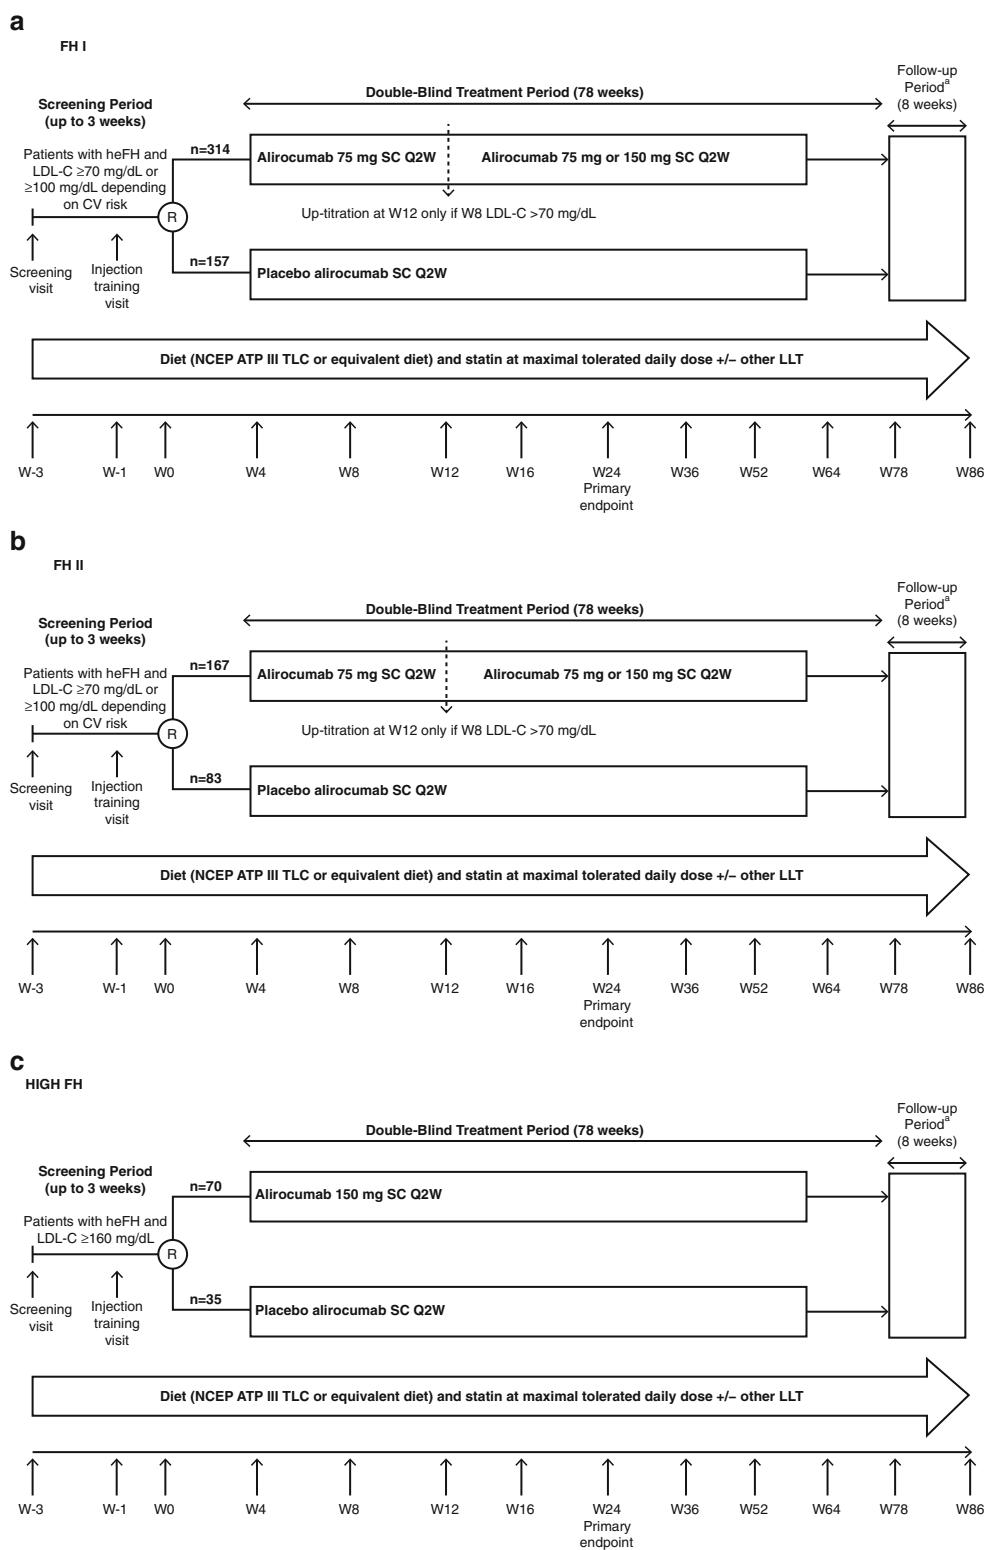 a
FH I
Double-Blind Treatment Period (78 weeks)
Follow-up
Period^a
(8 weeks)
Screening Period
(up to 3 weeks)
Patients with heFH and
LDL-C ≥70 mg/dL or
≥100 mg/dL depending
on CV risk
R
n=314
Alirocumab 75 mg SC Q2W
Alirocumab 75 mg or 150 mg SC Q2W
Up-titration at W12 only if W8 LDL-C >70 mg/dL
n=157
Placebo alirocumab SC Q2W
Screening
visit
Injection
training
visit
Diet (NCEP ATP III TLC or equivalent diet) and statin at maximal tolerated daily dose +/– other LLT
W-3 W-1 W0 W4 W8 W12 W16 W24 W36 W52 W64 W78 W86
Primary
endpoint
b
FH II
Double-Blind Treatment Period (78 weeks)
Follow-up
Period^a
(8 weeks)
Screening Period
(up to 3 weeks)
Patients with heFH and
LDL-C ≥70 mg/dL or
≥100 mg/dL depending
on CV risk
R
n=167
Alirocumab 75 mg SC Q2W
Alirocumab 75 mg or 150 mg SC Q2W
Up-titration at W12 only if W8 LDL-C >70 mg/dL
n=83
Placebo alirocumab SC Q2W
Screening
visit
Injection
training
visit
Diet (NCEP ATP III TLC or equivalent diet) and statin at maximal tolerated daily dose +/– other LLT
W-3 W-1 W0 W4 W8 W12 W16 W24 W36 W52 W64 W78 W86
Primary
endpoint
c
HIGH FH
Double-Blind Treatment Period (78 weeks)
Follow-up
Period^a
(8 weeks)
Screening Period
(up to 3 weeks)
Patients with heFH and
LDL-C ≥160 mg/dL
R
n=70
Alirocumab 150 mg SC Q2W
n=35
Placebo alirocumab SC Q2W
Screening
visit
Injection
training
visit
Diet (NCEP ATP III TLC or equivalent diet) and statin at maximal tolerated daily dose +/– other LLT
W-3 W-1 W0 W4 W8 W12 W16 W24 W36 W52 W64 W78 W86
Primary
endpoint